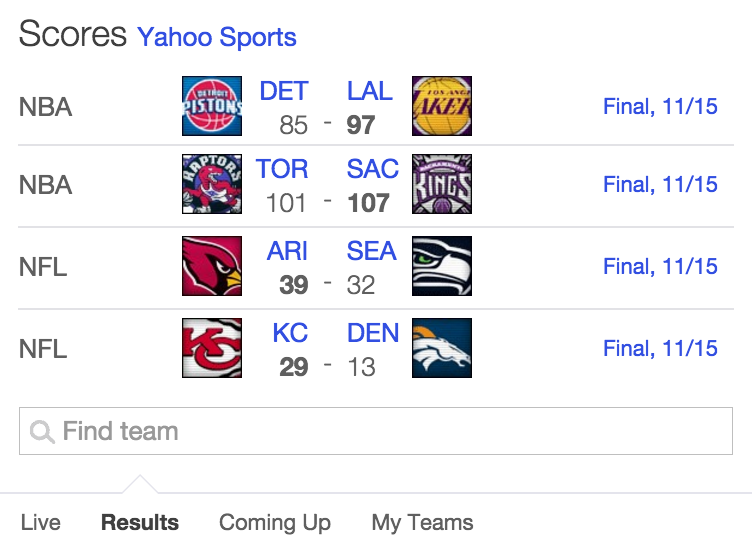 Scores Yahoo Sports
NBA DETROIT PISTONS DET LAL LOS ANGEL LAKERS Final, 11/15
85 - 97
NBA RAPTORS TOR SAC SACRAMENTO KINGS Final, 11/15
101 - 107
NFL ARI SEA Final, 11/15
39 - 32
NFL KC KC DEN Final, 11/15
29 - 13
Find team
Live Results Coming Up My Teams